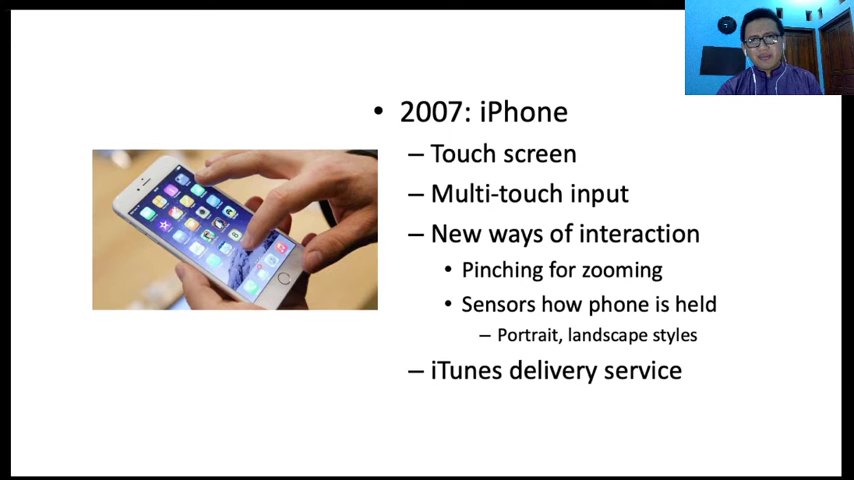 • 2007: iPhone
– Touch screen
– Multi-touch input
– New ways of interaction
• Pinching for zooming
• Sensors how phone is held
– Portrait, landscape styles
– iTunes delivery service